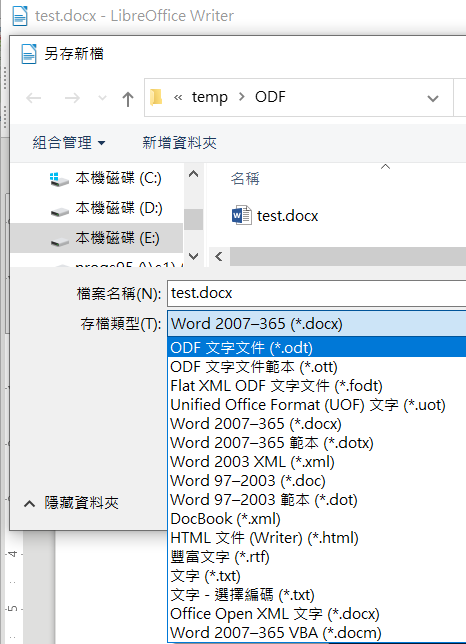 test.docx - LibreOffice Writer
另存新檔
« temp > ODF
組合管理 新增資料夾
本機磁碟 (C:) 名稱
本機磁碟 (D:) test.docx
本機磁碟 (E:)
檔案名稱(N): test.docx
存檔類型(T): Word 2007–365 (*.docx)
ODF 文字文件 (*.odt)
ODF 文字文件範本 (*.ott)
Flat XML ODF 文字文件 (*.fodt)
Unified Office Format (UOF) 文字 (*.uot)
Word 2007–365 (*.docx)
Word 2007–365 範本 (*.dotx)
Word 2003 XML (*.xml)
Word 97–2003 (*.doc)
Word 97–2003 範本 (*.dot)
隱藏資料夾
DocBook (*.xml)
HTML 文件 (Writer) (*.html)
豐富文字 (*.rtf)
文字 (*.txt)
文字 - 選擇編碼 (*.txt)
Office Open XML 文字 (*.docx)
Word 2007–365 VBA (*.docm)
4
5